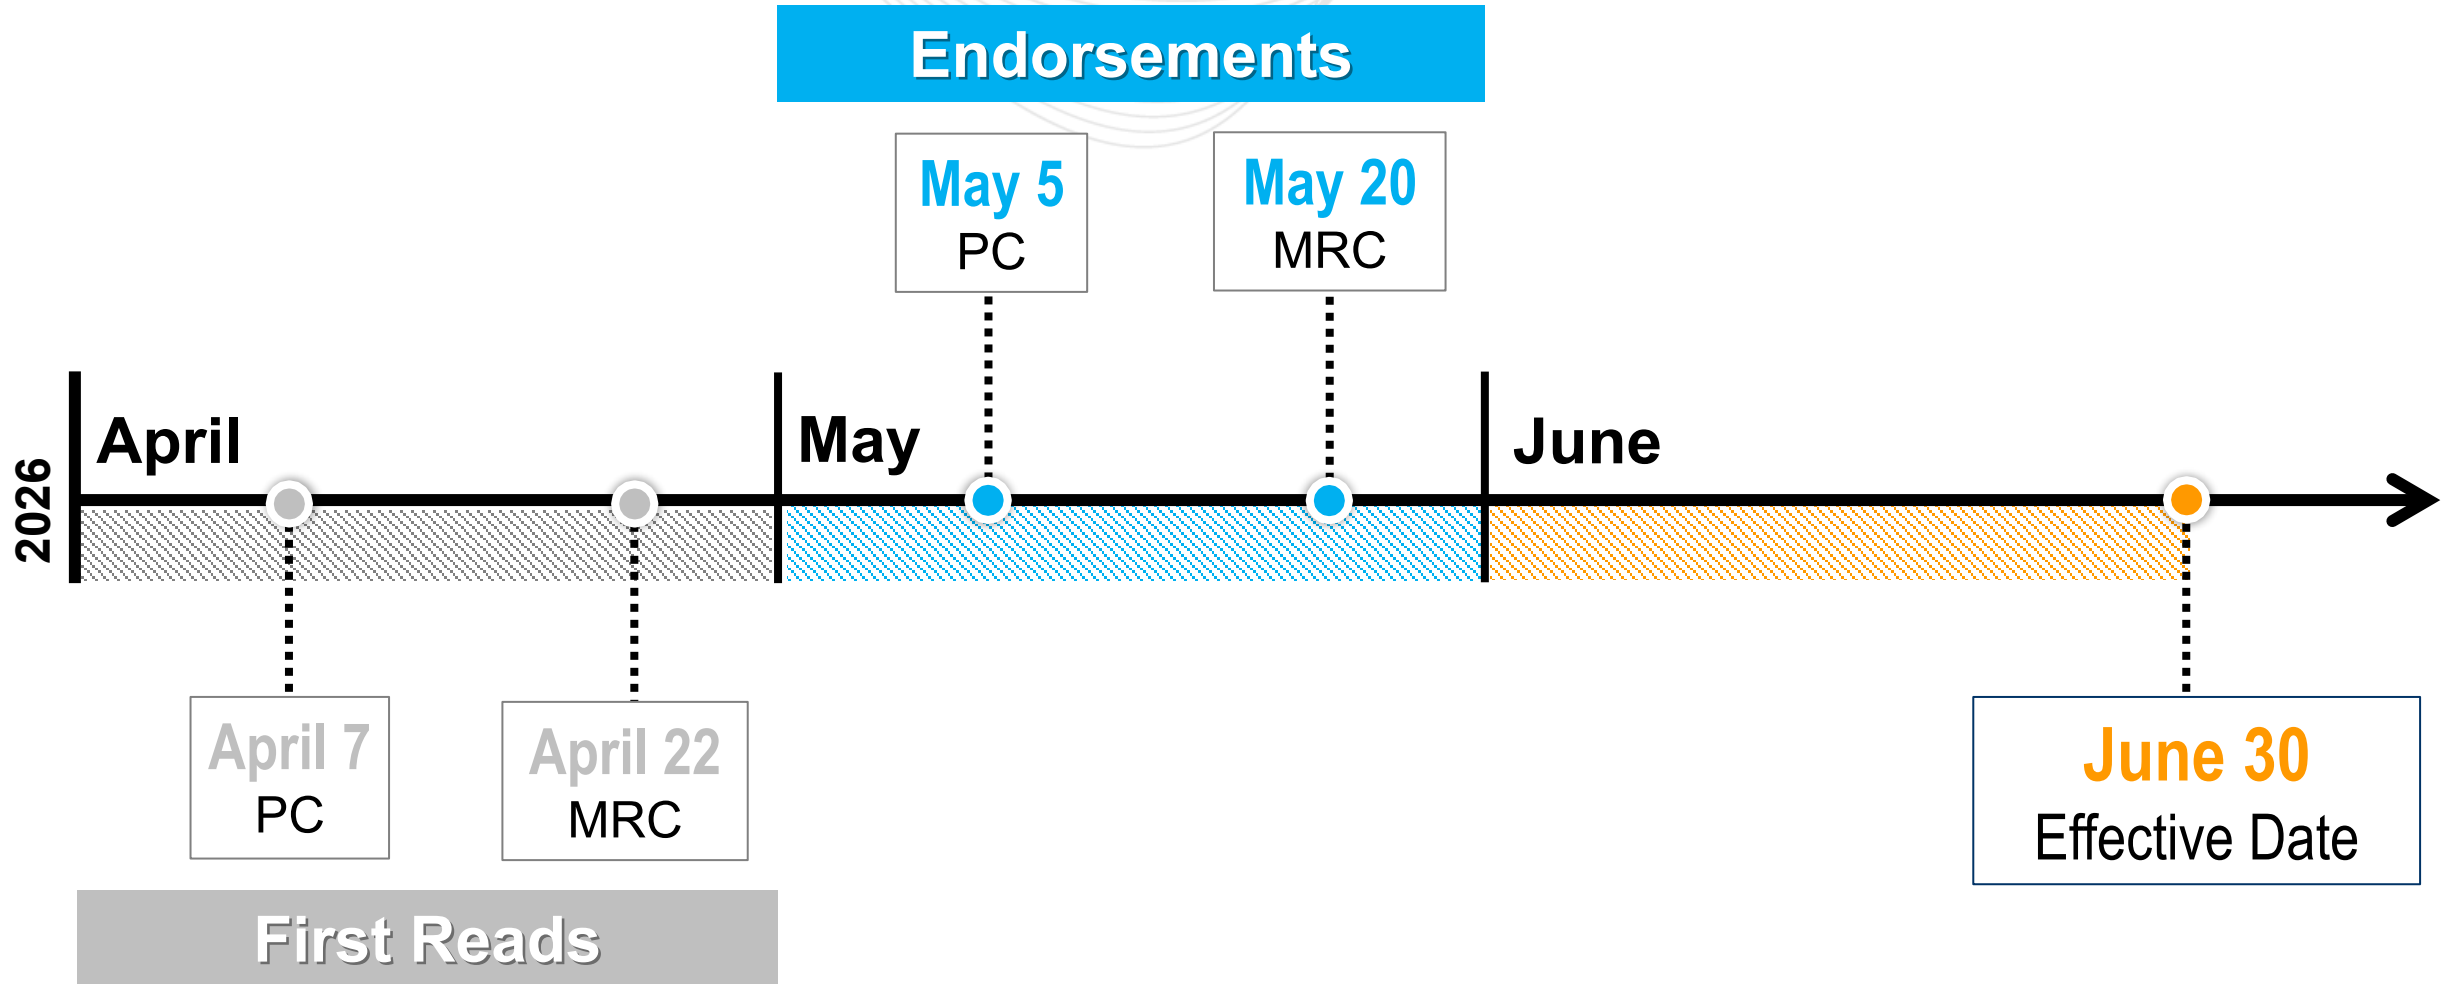 Endorsements
May 5
PC
May 20
MRC
2026
April
May
June
April 7
PC
April 22
MRC
June 30
Effective Date
First Reads